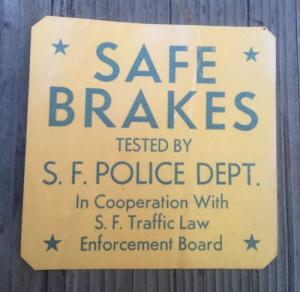 SAFE
BRAKES
TESTED BY
S. F. POLICE DEPT.
In Cooperation With
S. F. Traffic Law
Enforcement Board